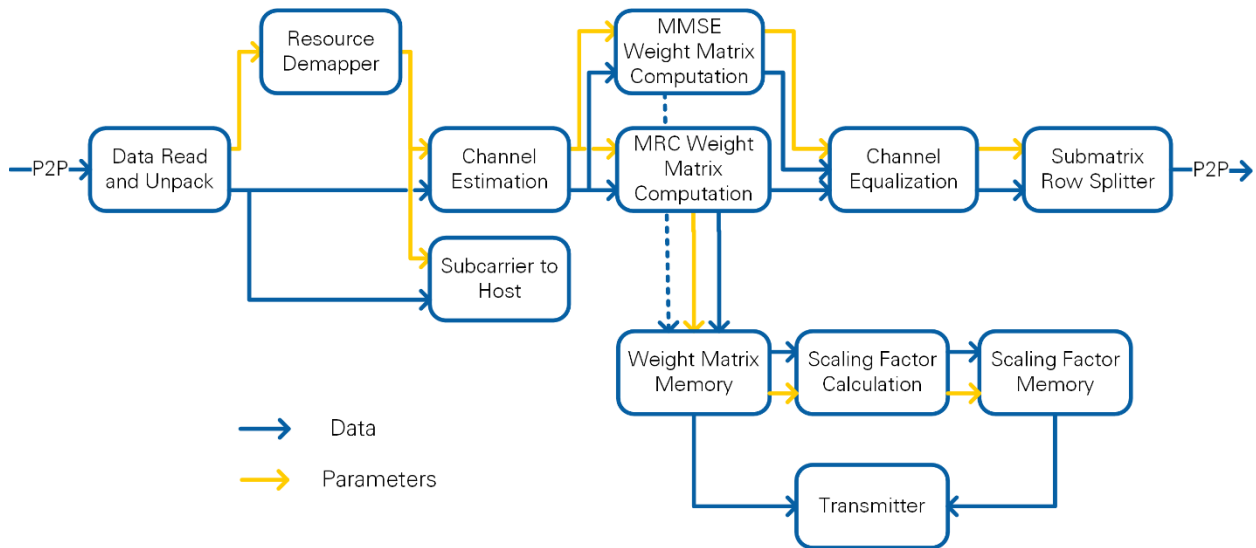 MMSE
Weight Matrix
Computation
Resource
Demapper
P2P
Data Read
and Unpack
Channel
Estimation
MRC Weight
Matrix
Computation
Channel
Equalization
Submatrix
Row Splitter
P2P
Subcarrier to
Host
Weight Matrix
Memory
Scaling Factor
Calculation
Scaling Factor
Memory
Data
Parameters
Transmitter